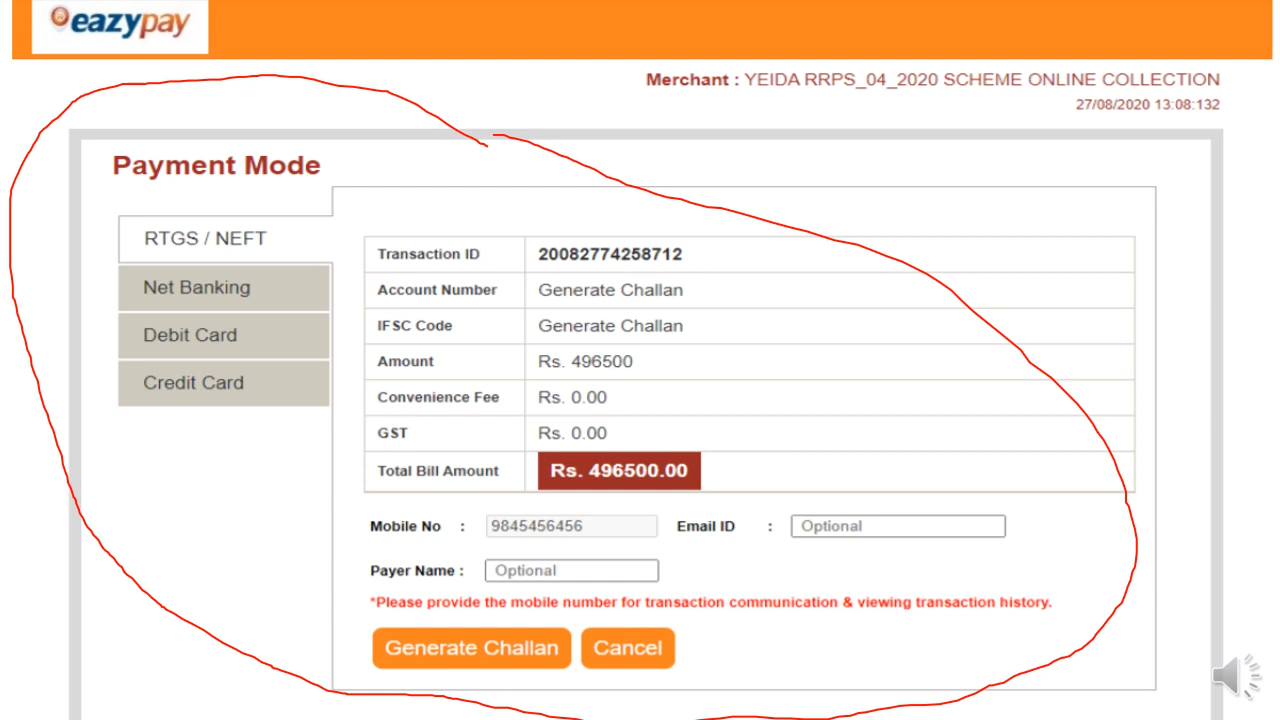 eazypay
Merchant : YEIDA RRPS_04_2020 SCHEME ONLINE COLLECTION
27/08/2020 13:08:132
Payment Mode
RTGS / NEFT
Net Banking
Debit Card
Credit Card
Transaction ID 20082774258712
Account Number Generate Challan
IFSC Code Generate Challan
Amount Rs. 496500
Convenience Fee Rs. 0.00
GST Rs. 0.00
Total Bill Amount Rs. 496500.00
Mobile No : 9845456456 Email ID : Optional
Payer Name : Optional
*Please provide the mobile number for transaction communication & viewing transaction history.
Generate Challan Cancel